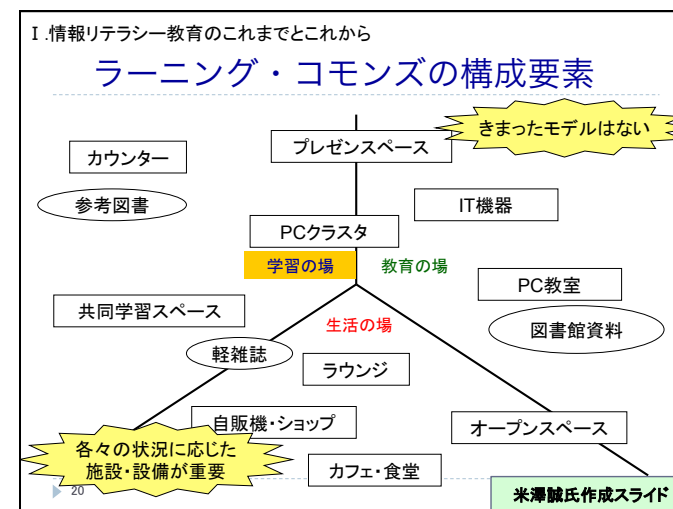 Ⅰ.情報リテラシー教育のこれまでとこれから
ラーニング・コモンズの構成要素
きまったモデルはない
プレゼンスペース
カウンター
参考図書
IT機器
PCクラスタ
学習の場
教育の場
PC教室
共同学習スペース
生活の場
図書館資料
軽雑誌
ラウンジ
自販機・ショップ
オープンスペース
各々の状況に応じた
施設・設備が重要
カフェ・食堂
20
米澤誠氏作成スライド